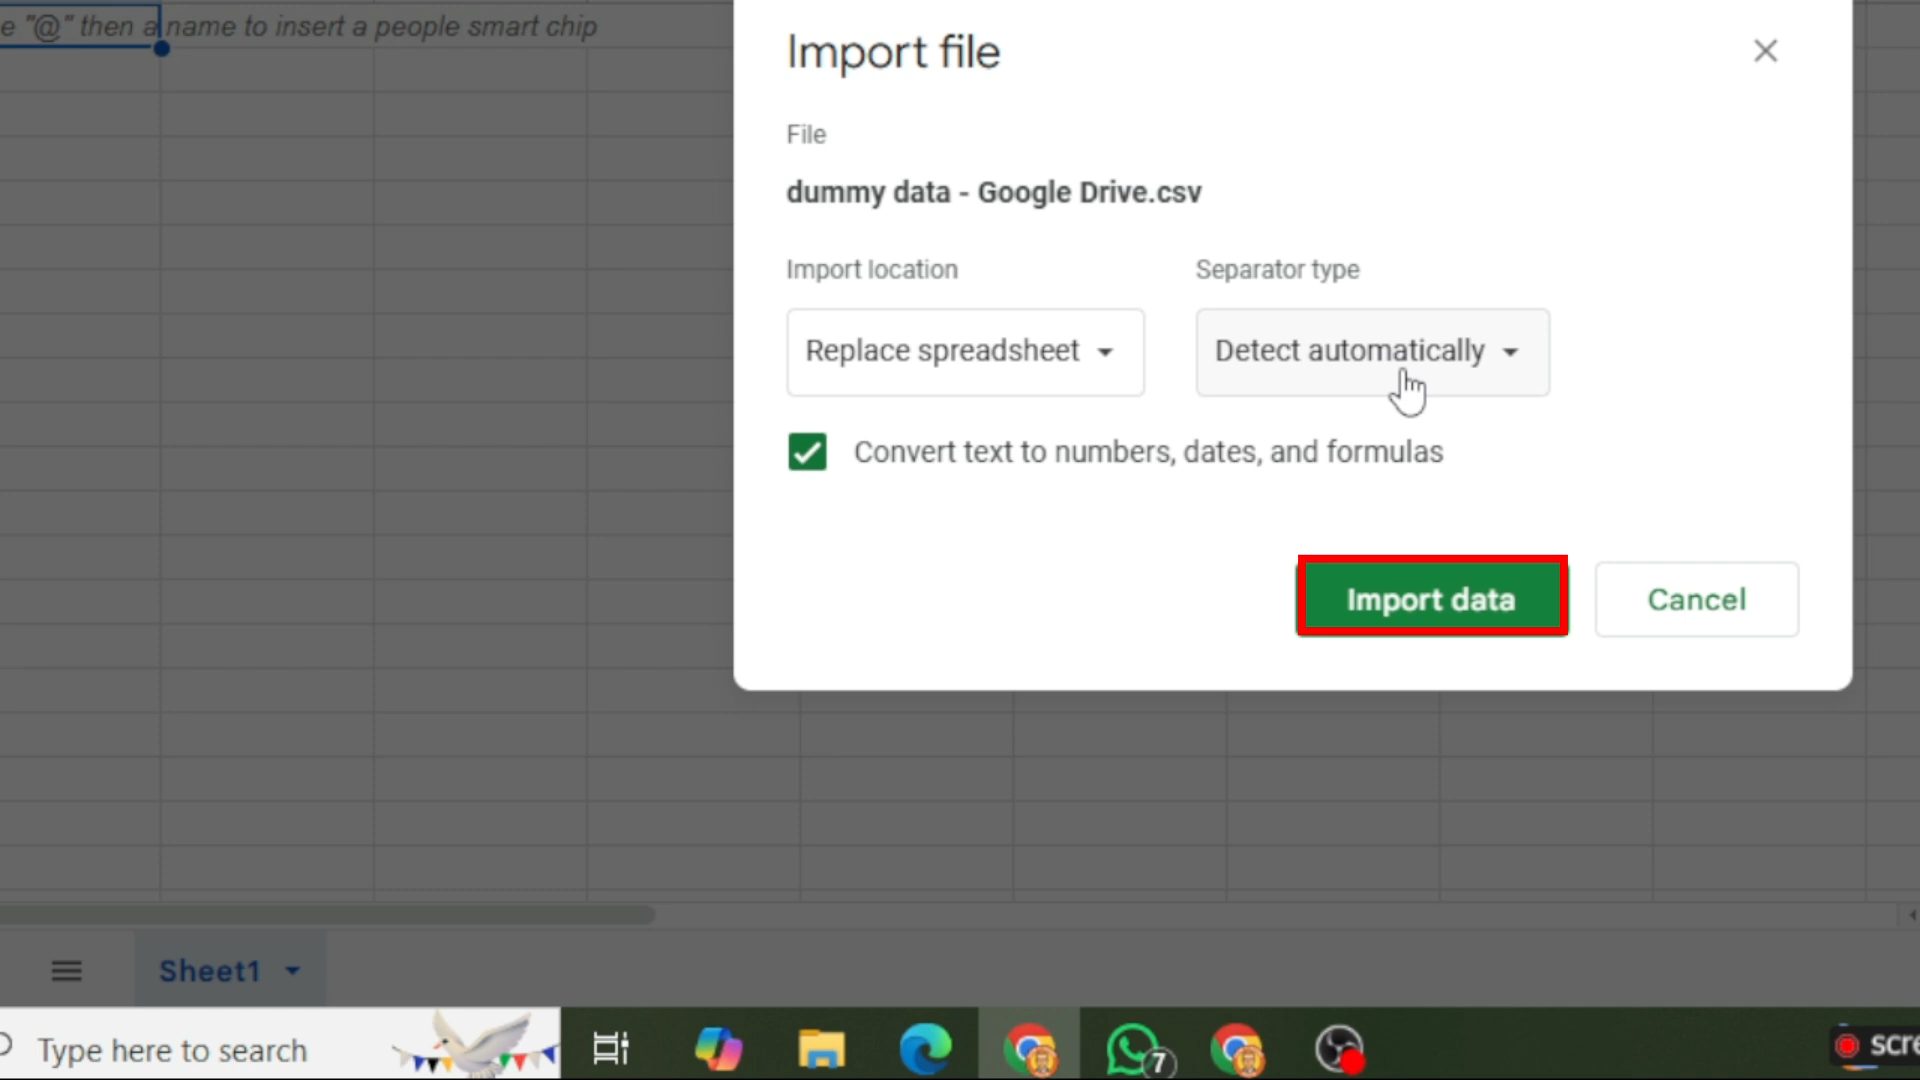 e "@" then a name to insert a people smart chip
Import file
File
dummy data - Google Drive.csv
Import location
Separator type
Replace spreadsheet
Detect automatically
Convert text to numbers, dates, and formulas
Import data
Cancel
Sheet1
Type here to search
7
scre